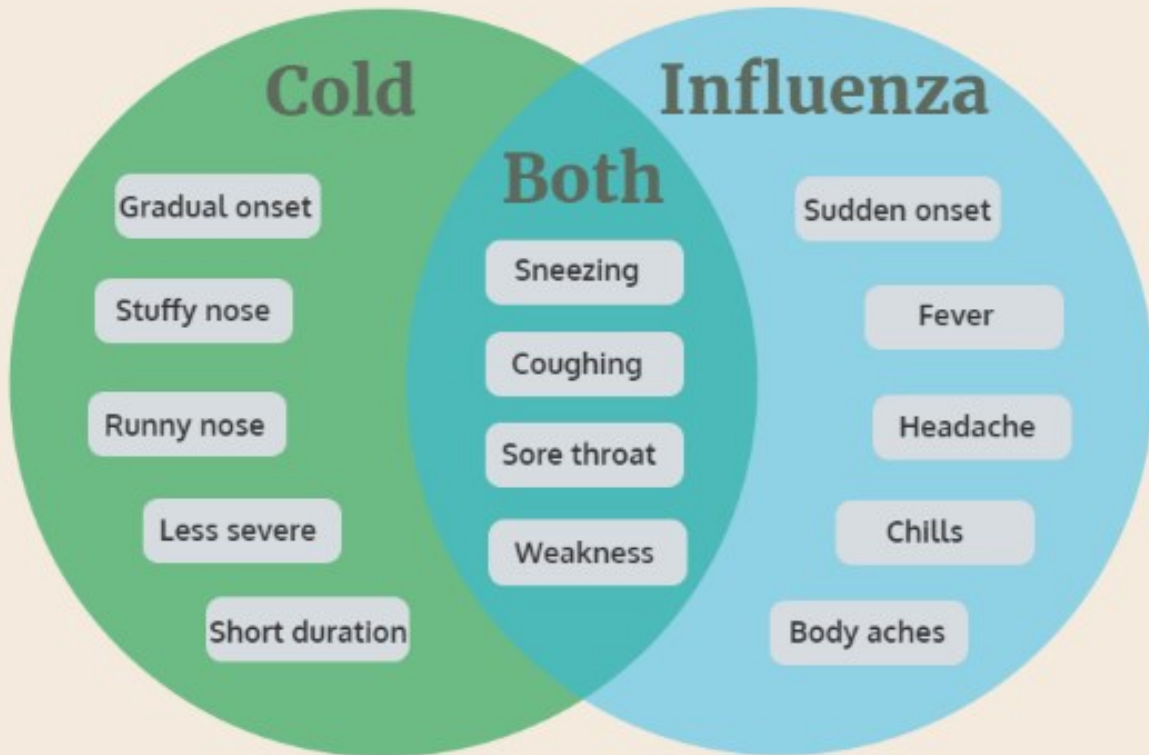 Cold
Gradual onset
Stuffy nose
Runny nose
Less severe
Short duration
Both
Sneezing
Coughing
Sore throat
Weakness
Influenza
Sudden onset
Fever
Headache
Chills
Body aches